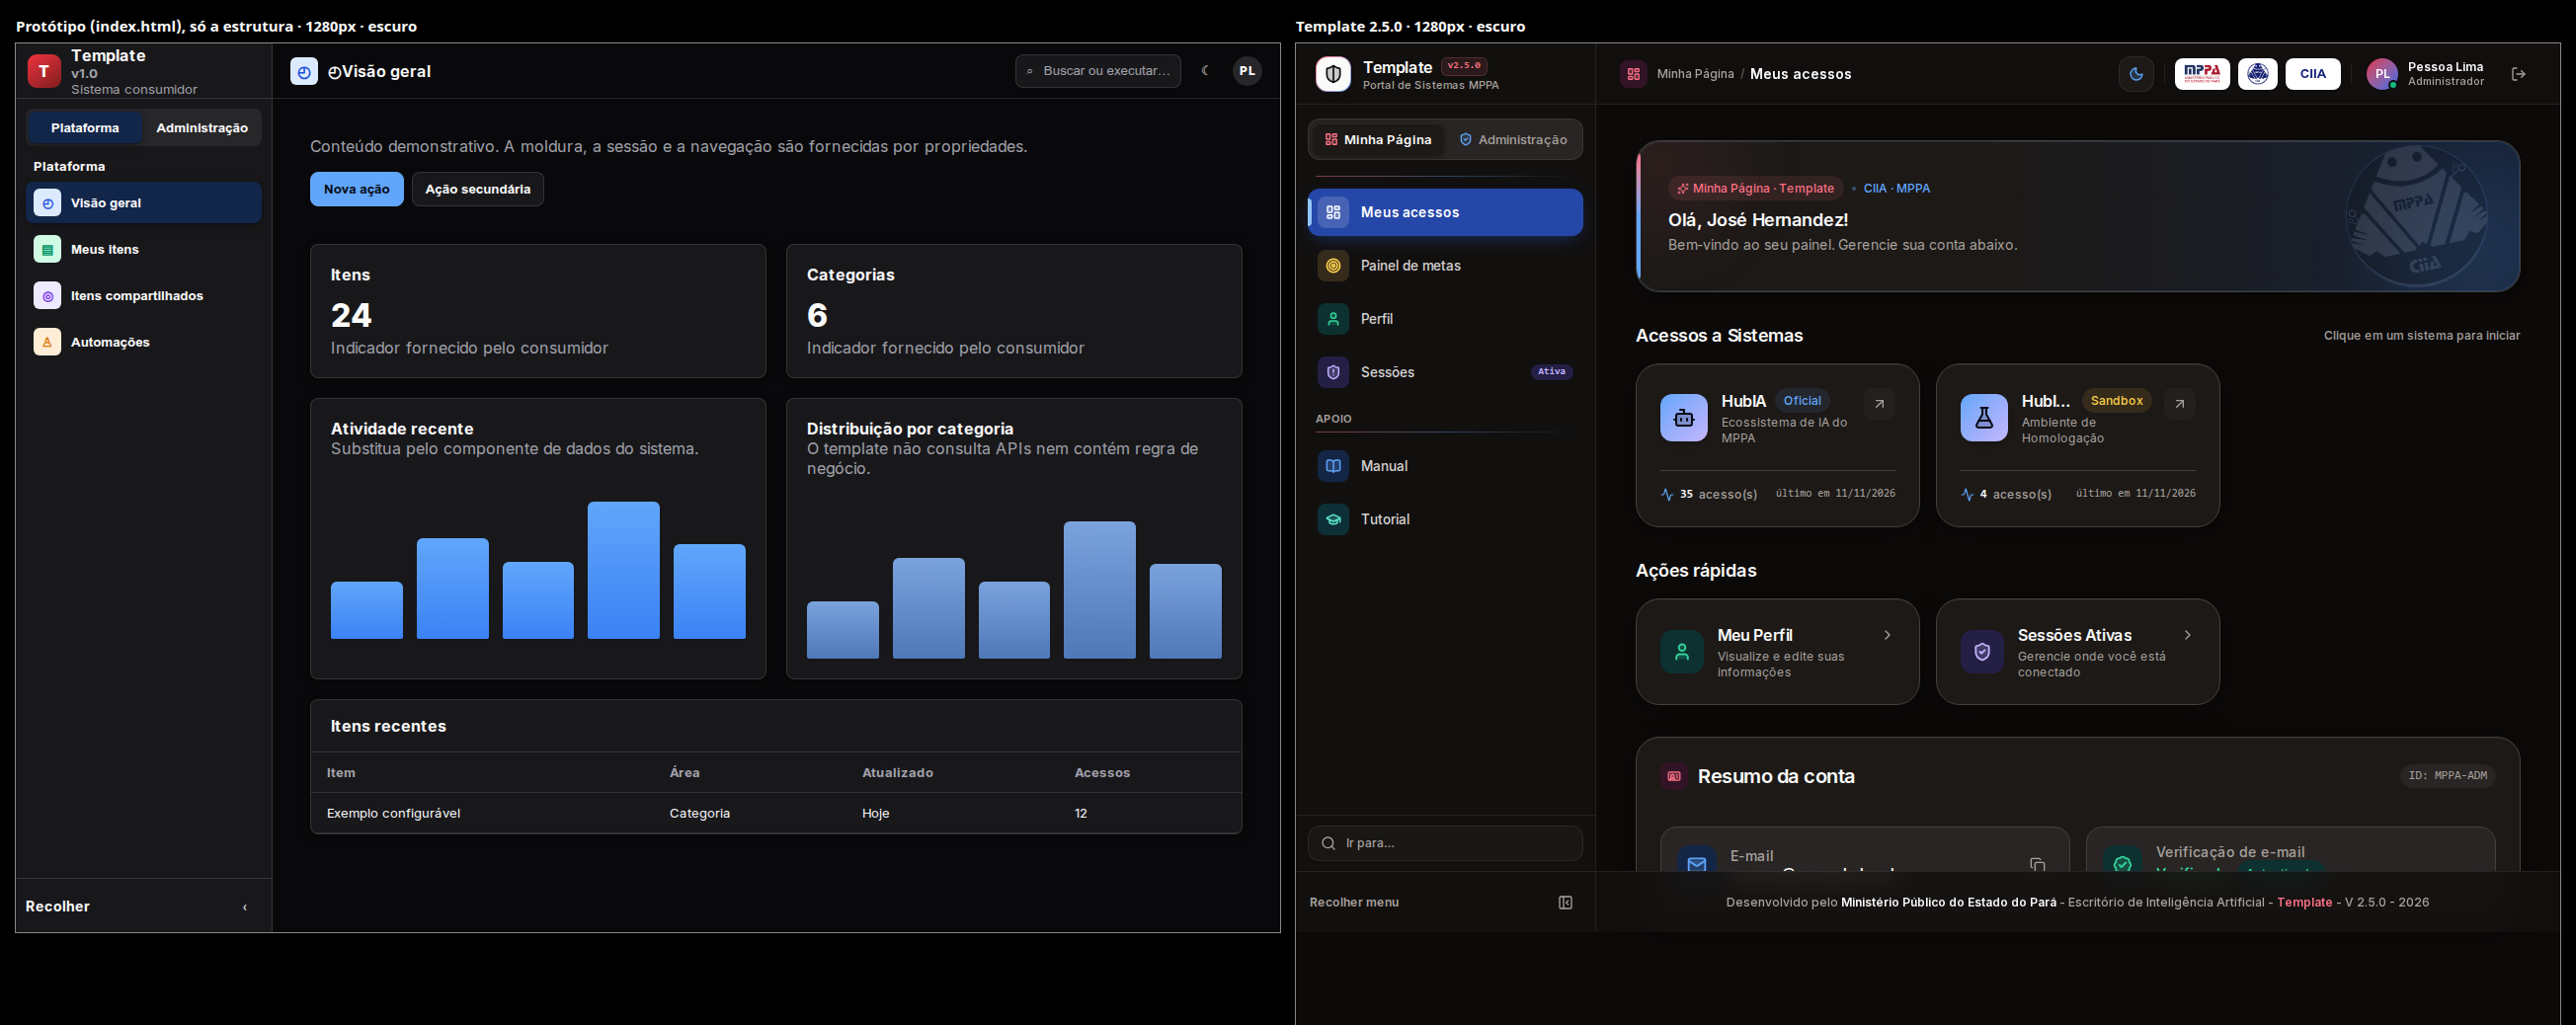 Protótipo (index.html), só a estrutura · 1280px · escuro
T
Template
v1.0
Sistema consumidor
Visão geral
Buscar ou executar...
PL
Plataforma
Administração
Plataforma
Visão geral
Meus itens
Itens compartilhados
Automações
Recolher
Conteúdo demonstrativo. A moldura, a sessão e a navegação são fornecidas por propriedades.
Nova ação
Ação secundária
Itens
24
Indicador fornecido pelo consumidor
Categorias
6
Indicador fornecido pelo consumidor
Atividade recente
Substitua pelo componente de dados do sistema.
Distribuição por categoria
O template não consulta APIs nem contém regra de
negócio.
Itens recentes
Item Área Atualizado Acessos
Exemplo configurável Categoria Hoje 12
Template 2.5.0 · 1280px · escuro
Template v2.5.0
Portal de Sistemas MPPA
Minha Página / Meus acessos
MPPA
CIIA
PL
Pessoa Lima
Administrador
Minha Página
Administração
Meus acessos
Painel de metas
Perfil
Sessões
Ativa
APOIO
Manual
Tutorial
Ir para...
Recolher menu
Minha Página · Template • CIIA · MPPA
Olá, José Hernandez!
Bem-vindo ao seu painel. Gerencie sua conta abaixo.
MPPA
CiiA
Acessos a Sistemas
Clique em um sistema para iniciar
HubIA Oficial
Ecossistema de IA do
MPPA
35 acesso(s) último em 11/11/2026
HubI... Sandbox
Ambiente de
Homologação
4 acesso(s) último em 11/11/2026
Ações rápidas
Meu Perfil
Visualize e edite suas
informações
Sessões Ativas
Gerencie onde você está
conectado
Resumo da conta
ID: MPPA-ADM
E-mail
Verificação de e-mail
Desenvolvido pelo Ministério Público do Estado do Pará - Escritório de Inteligência Artificial - Template - V 2.5.0 - 2026